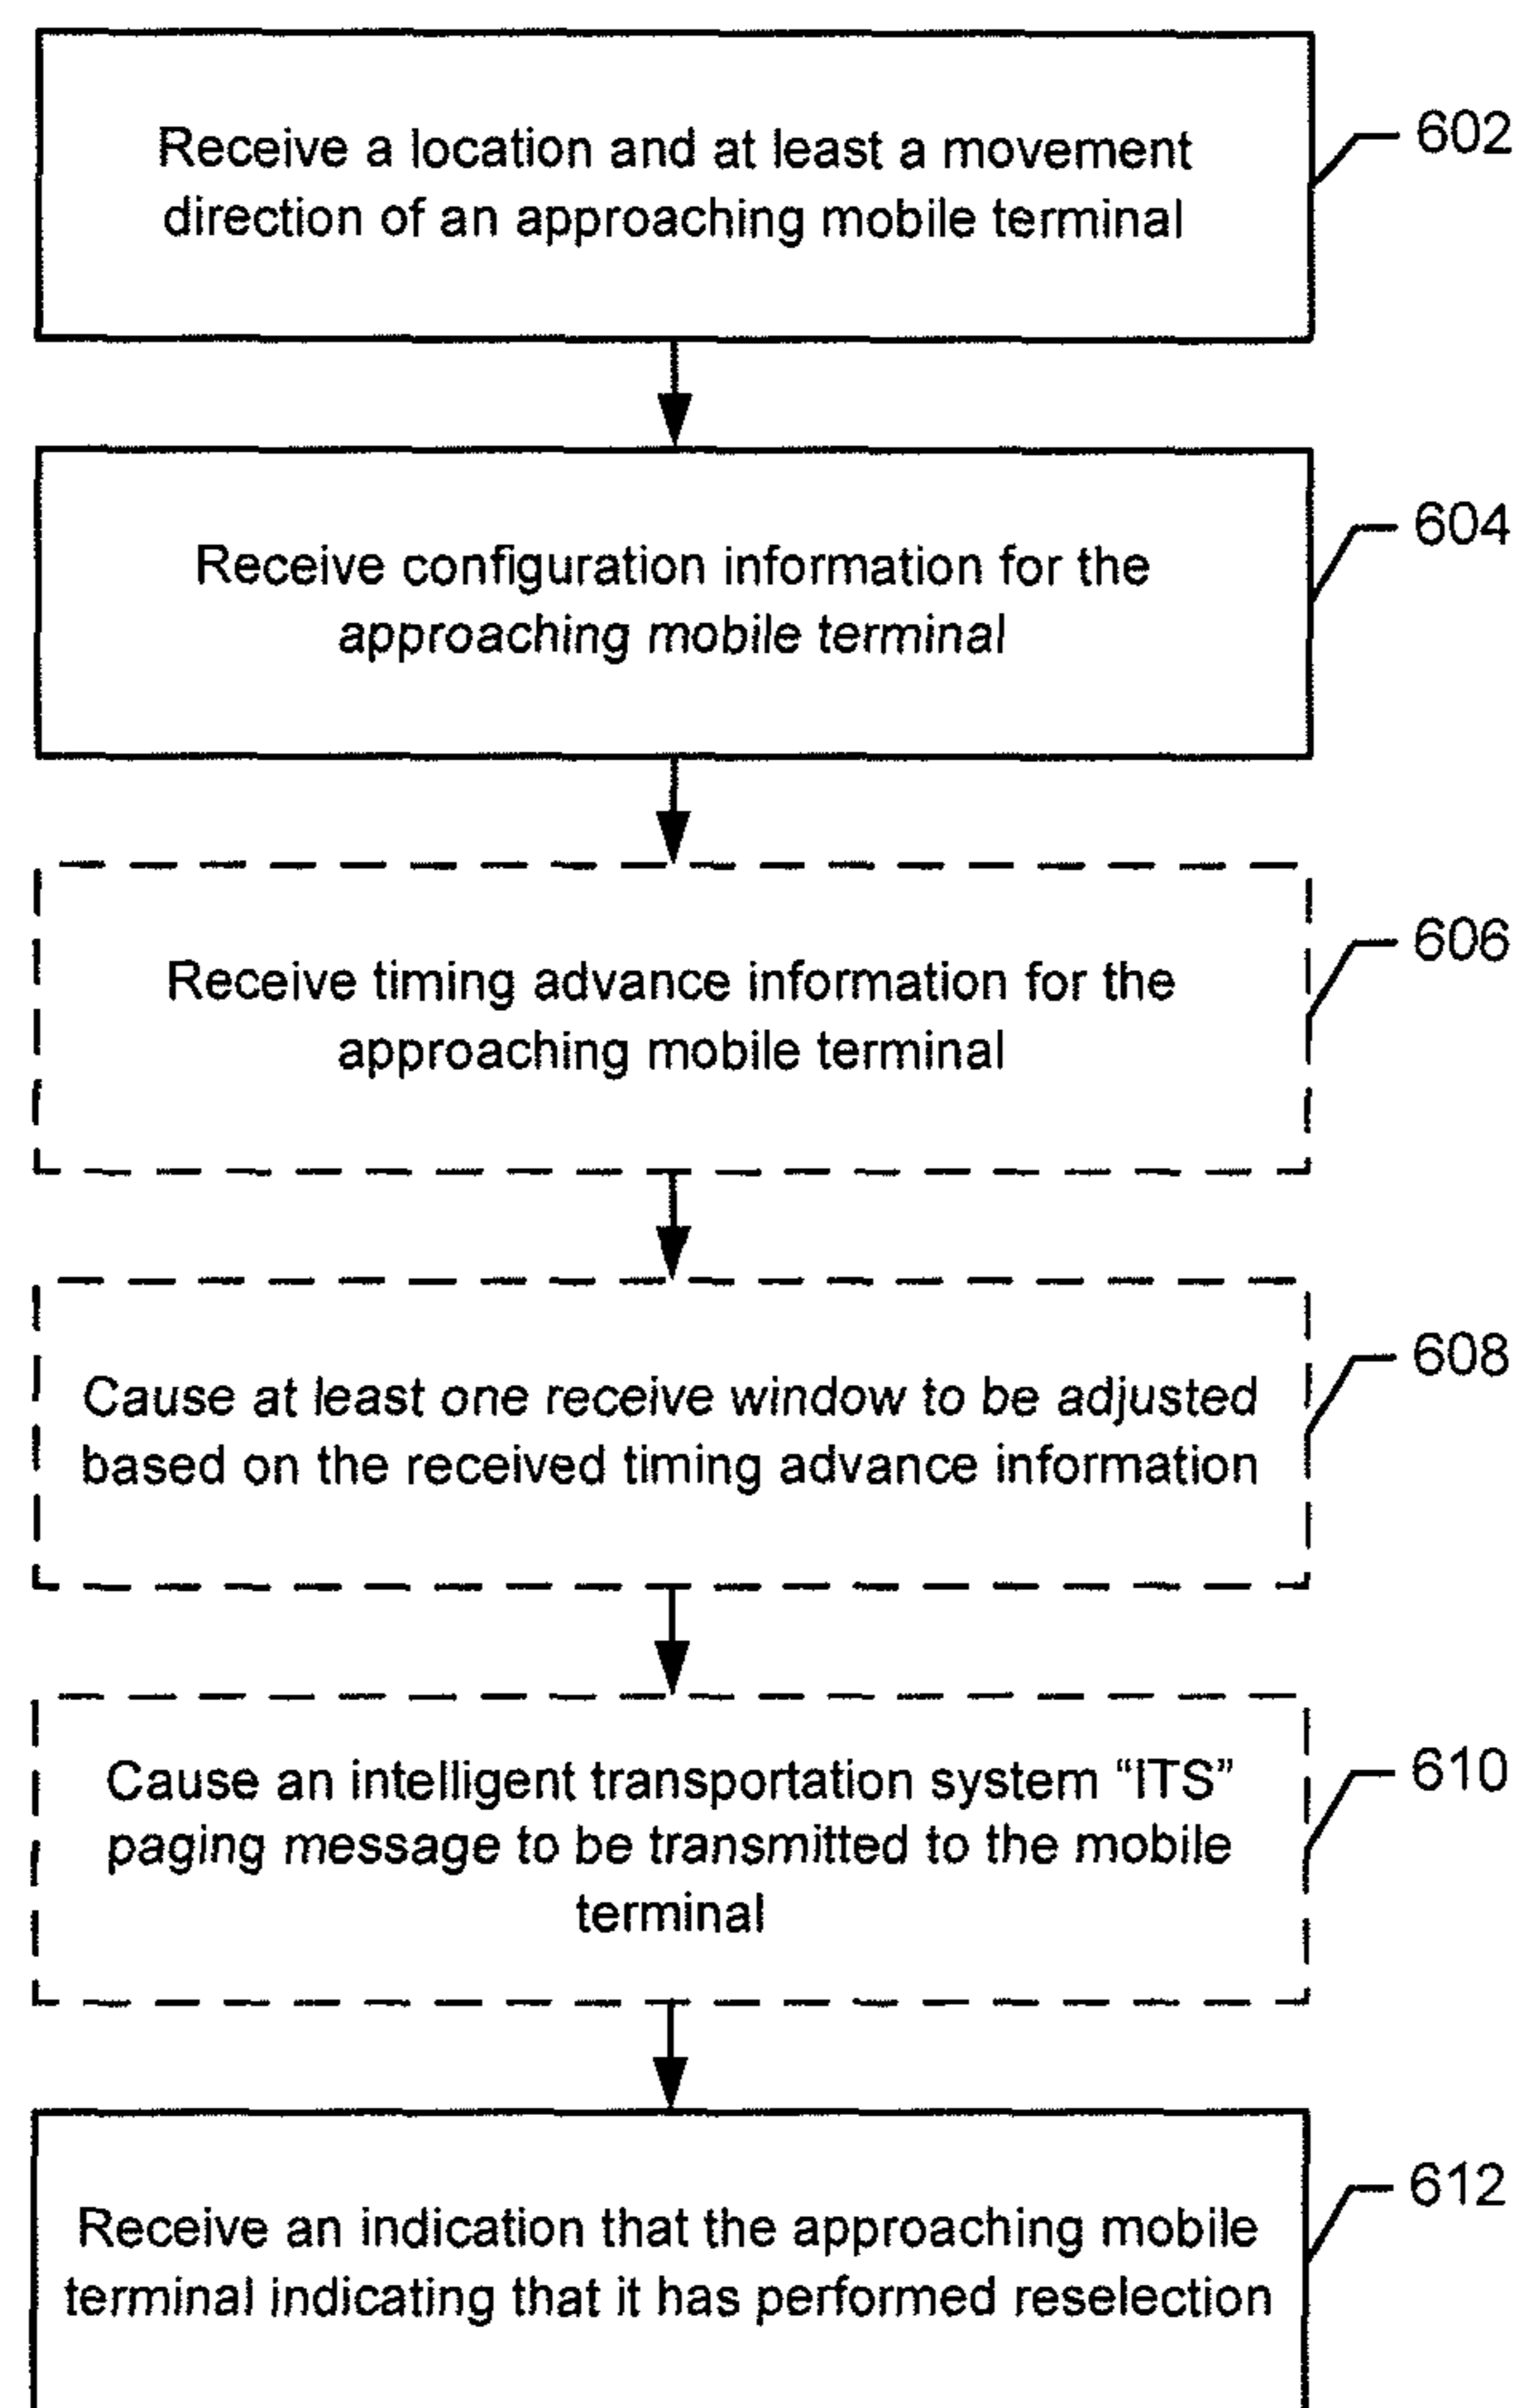 Receive a location and at least a movement
direction of an approaching mobile terminal
602
Receive configuration information for the
approaching mobile terminal
604
Receive timing advance information for the
approaching mobile terminal
606
Cause at least one receive window to be adjusted
based on the received timing advance information
608
Cause an intelligent transportation system “ITS”
paging message to be transmitted to the mobile
terminal
610
Receive an indication that the approaching mobile
terminal indicating that it has performed reselection
612